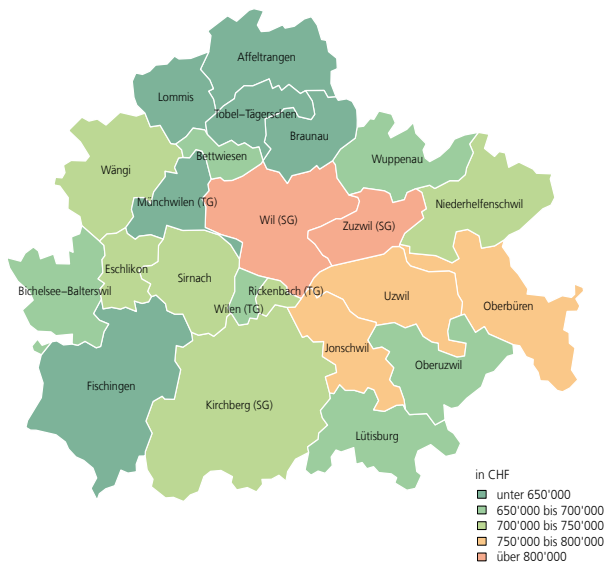 Affeltrangen
Lommis
Tobel–Tägerschen
Braunau
Bettwiesen
Wuppenau
Wängi
Münchwilen (TG)
Niederhelfenschwil
Wil (SG)
Zuzwil (SG)
Eschlikon
Sirnach
Bichelsee–Balterswil
Rickenbach (TG)
Uzwil
Oberbüren
Wilen (TG)
Jonschwil
Oberuzwil
Fischingen
Kirchberg (SG)
Lütisburg
in CHF
unter 650'000
650'000 bis 700'000
700'000 bis 750'000
750'000 bis 800'000
über 800'000